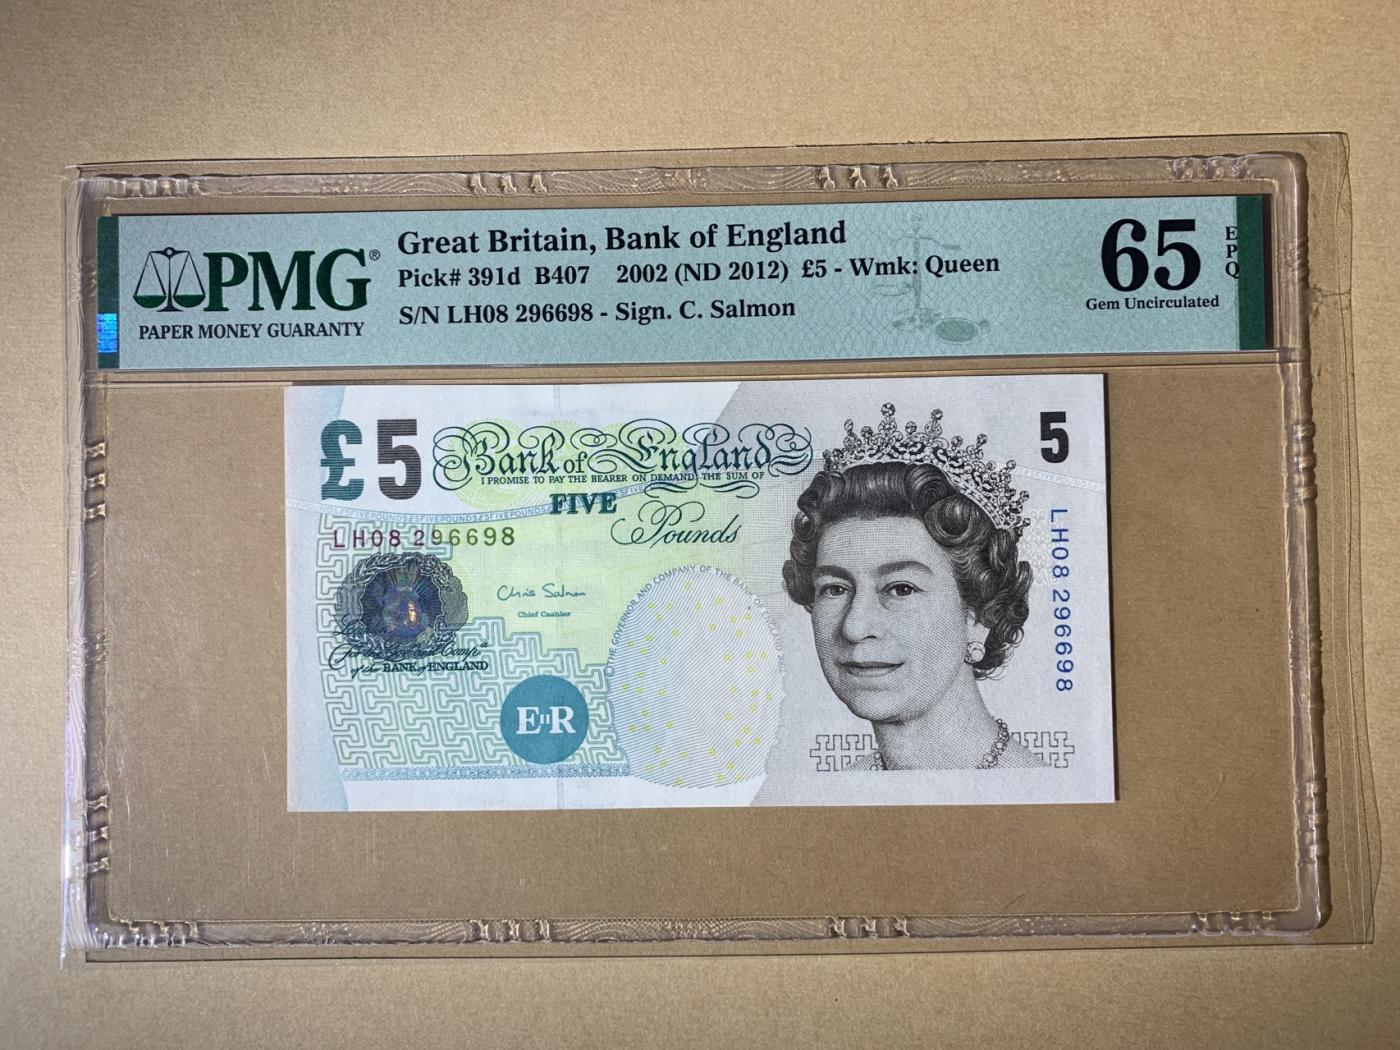 PMG®
PAPER MONEY GUARANTY
Great Britain, Bank of England
Pick# 391d B407 2002 (ND 2012) £5 - Wmk: Queen
S/N LH08 296698 - Sign. C. Salmon
65
EPQ
Gem Uncirculated
£5
Bank of England
5
I PROMISE TO PAY THE BEARER ON DEMAND THE SUM OF
FIVE
Pounds
LH08 296698
Chris Salmon
Chief Cashier
For the Gov. and Compa
of the BANK of ENGLAND
THE GOVERNOR AND COMPANY OF THE BANK OF ENGLAND
EIIR
LH08 296698